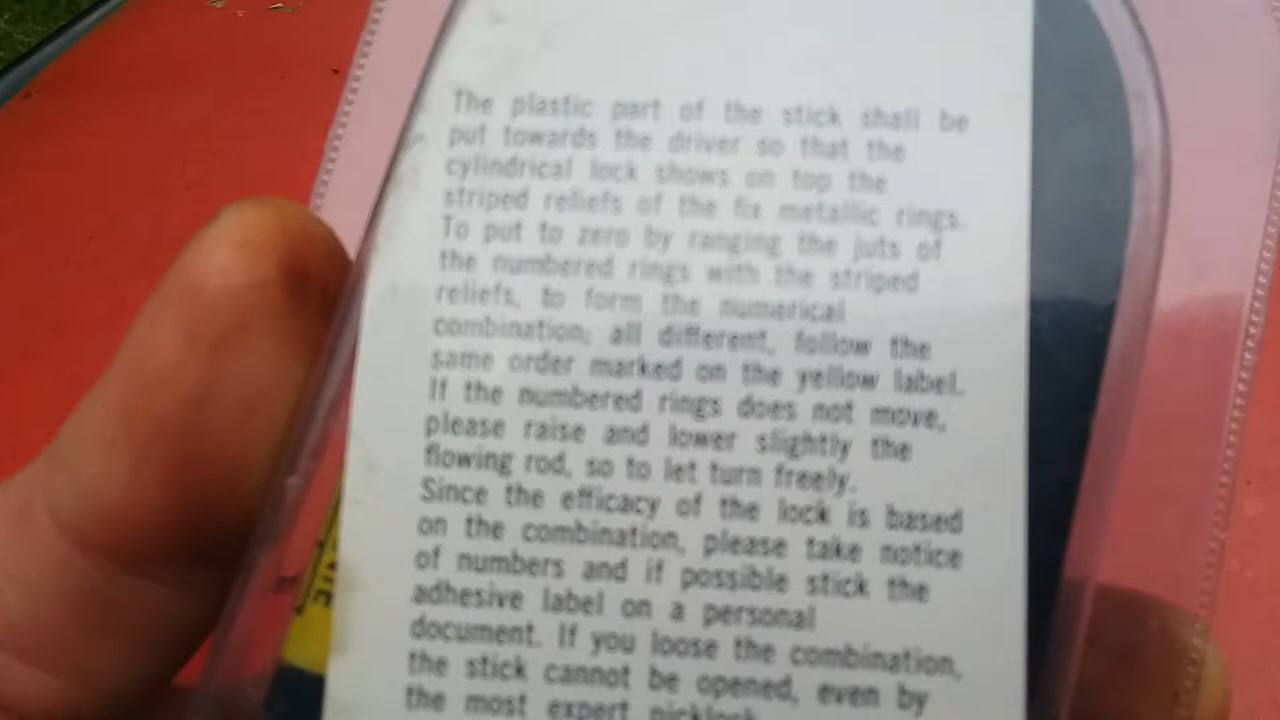 The plastic part of the stick shall be
put towards the driver so that the
cylindrical lock shows on top the
striped reliefs of the fix metallic rings.
To put to zero by ranging the juts of
the numbered rings with the striped
reliefs, to form the numerical
combination; all different, follow the
same order marked on the yellow label.
If the numbered rings does not move,
please raise and lower slightly the
flowing rod, so to let turn freely.
Since the efficacy of the lock is based
on the combination, please take notice
of numbers and if possible stick the
adhesive label on a personal
document. If you loose the combination,
the stick cannot be opened, even by
the most expert picklock